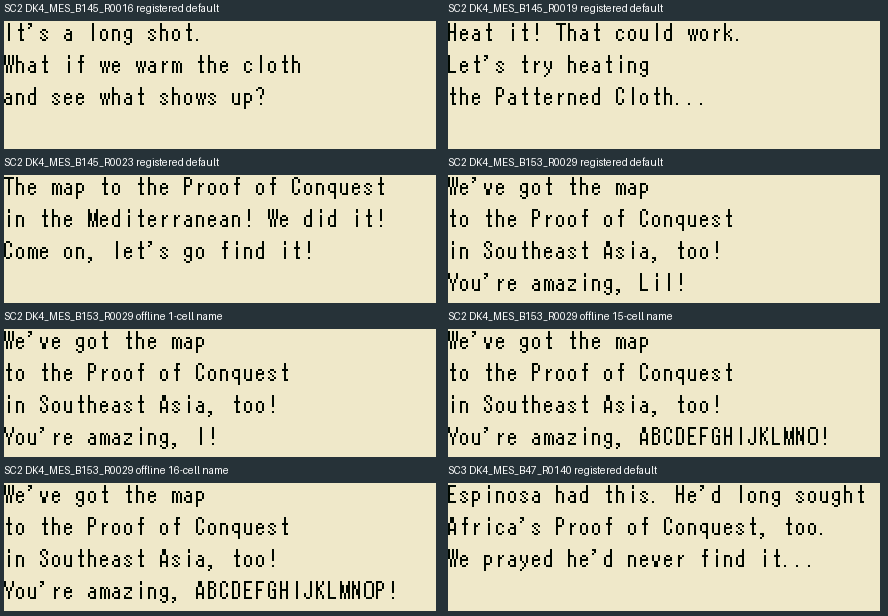 SC2 DK4_MES_B145_R0016 registered default
It's a long shot.
What if we warm the cloth
and see what shows up?
SC2 DK4_MES_B145_R0019 registered default
Heat it! That could work.
Let's try heating
the Patterned Cloth...
SC2 DK4_MES_B145_R0023 registered default
The map to the Proof of Conquest
in the Mediterranean! We did it!
Come on, let's go find it!
SC2 DK4_MES_B153_R0029 registered default
We've got the map
to the Proof of Conquest
in Southeast Asia, too!
You're amazing, Lil!
SC2 DK4_MES_B153_R0029 offline 1-cell name
We've got the map
to the Proof of Conquest
in Southeast Asia, too!
You're amazing, I!
SC2 DK4_MES_B153_R0029 offline 15-cell name
We've got the map
to the Proof of Conquest
in Southeast Asia, too!
You're amazing, ABCDEFGHIJKLMNO!
SC2 DK4_MES_B153_R0029 offline 16-cell name
We've got the map
to the Proof of Conquest
in Southeast Asia, too!
You're amazing, ABCDEFGHIJKLMNOP!
SC3 DK4_MES_B47_R0140 registered default
Espinosa had this. He'd long sought
Africa's Proof of Conquest, too.
We prayed he'd never find it...